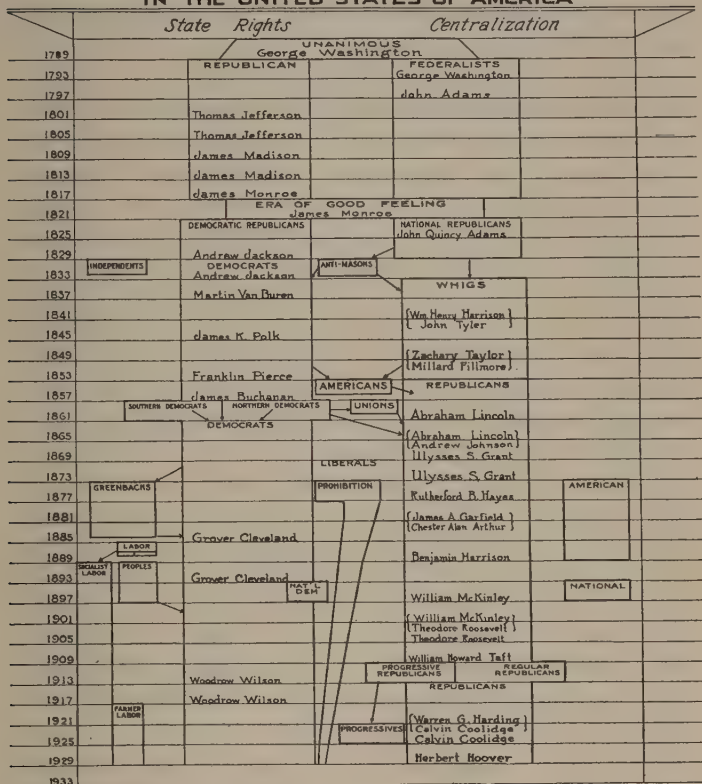 IN THE UNITED STATES OF AMERICA
State Rights Centralization
UNANIMOUS
1789 George Washington
REPUBLICAN FEDERALISTS
1793 George Washington
1797 John Adams
1801 Thomas Jefferson
1805 Thomas Jefferson
1809 James Madison
1813 James Madison
1817 James Monroe
ERA OF GOOD FEELING
1821 James Monroe
DEMOCRATIC REPUBLICANS NATIONAL REPUBLICANS
1825 John Quincy Adams
1829 Andrew Jackson
INDEPENDENTS DEMOCRATS ANTI-MASONS
1833 Andrew Jackson
WHIGS
1837 Martin Van Buren
1841 {Wm. Henry Harrison}
{John Tyler}
1845 James K. Polk
1849 {Zachary Taylor}
{Millard Fillmore}
1853 Franklin Pierce
AMERICANS REPUBLICANS
1857 James Buchanan
SOUTHERN DEMOCRATS NORTHERN DEMOCRATS UNIONS
1861 Abraham Lincoln
DEMOCRATS
1865 {Abraham Lincoln}
{Andrew Johnson}
1869 Ulysses S. Grant
LIBERALS
1873 Ulysses S. Grant
GREENBACKS PROHIBITION AMERICAN
1877 Rutherford B. Hayes
1881 {James A. Garfield}
{Chester Alan Arthur}
1885 Grover Cleveland
LABOR
1889 Benjamin Harrison
SOCIALIST LABOR PEOPLES
1893 Grover Cleveland
NAT'L DEM NATIONAL
1897 William McKinley
1901 {William McKinley}
{Theodore Roosevelt}
1905 Theodore Roosevelt
1909 William Howard Taft
PROGRESSIVE REPUBLICANS REGULAR REPUBLICANS
1913 Woodrow Wilson
REPUBLICANS
1917 Woodrow Wilson
FARMER LABOR
1921 {Warren G. Harding}
{Calvin Coolidge}
PROGRESSIVES
1925 Calvin Coolidge
1929 Herbert Hoover
1933